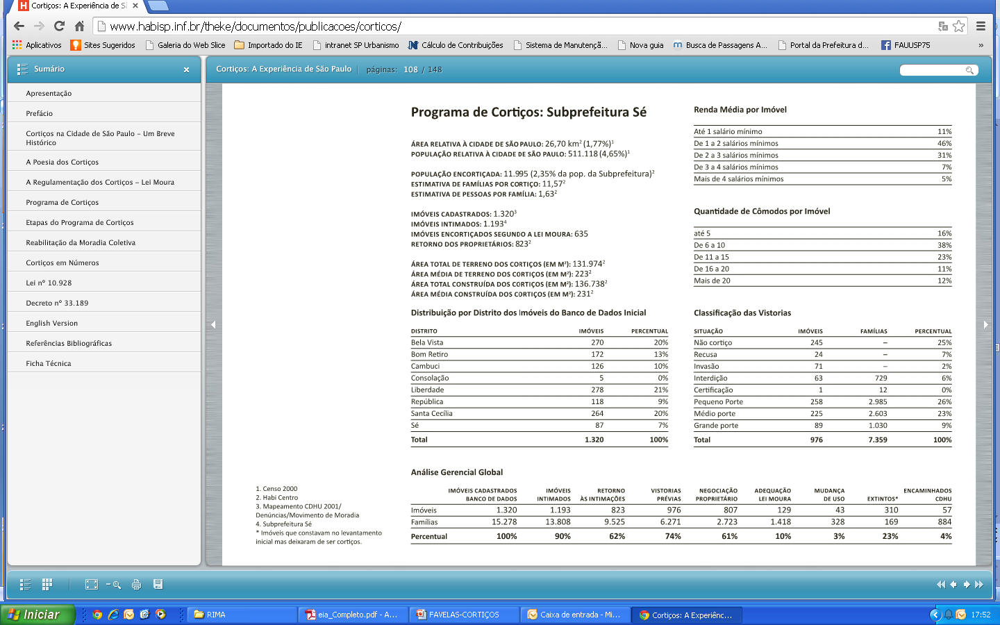 Cortiços: A Experiência de S
www.habisp.inf.br/theke/documentos/publicacoes/corticos/
Aplicativos Sites Sugeridos Galeria do Web Slice Importado do IE intranet SP Urbanismo Cálculo de Contribuições Sistema de Manutençã... Nova guia Busca de Passagens A... Portal da Prefeitura d... FAUUSP75 »
Sumário
Apresentação
Prefácio
Cortiços na Cidade de São Paulo – Um Breve
Histórico
A Poesia dos Cortiços
A Regulamentação dos Cortiços – Lei Moura
Programa de Cortiços
Etapas do Programa de Cortiços
Reabilitação da Moradia Coletiva
Cortiços em Números
Lei nº 10.928
Decreto nº 33.189
English Version
Referências Bibliográficas
Ficha Técnica
Cortiços: A Experiência de São Paulo | páginas: 108 / 148
Programa de Cortiços: Subprefeitura Sé
ÁREA RELATIVA À CIDADE DE SÃO PAULO: 26,70 km² (1,77%)¹
POPULAÇÃO RELATIVA À CIDADE DE SÃO PAULO: 511.118 (4,65%)¹
POPULAÇÃO ENCORTIÇADA: 11.995 (2,35% da pop. da Subprefeitura)²
ESTIMATIVA DE FAMÍLIAS POR CORTIÇO: 11,57²
ESTIMATIVA DE PESSOAS POR FAMÍLIA: 1,63²
IMÓVEIS CADASTRADOS: 1.320³
IMÓVEIS INTIMADOS: 1.193⁴
IMÓVEIS ENCORTIÇADOS SEGUNDO A LEI MOURA: 635
RETORNO DOS PROPRIETÁRIOS: 823²
ÁREA TOTAL DE TERRENO DOS CORTIÇOS (EM M²): 131.974²
ÁREA MÉDIA DE TERRENO DOS CORTIÇOS (EM M²): 223²
ÁREA TOTAL CONSTRUÍDA DOS CORTIÇOS (EM M²): 136.738²
ÁREA MÉDIA CONSTRUÍDA DOS CORTIÇOS (EM M²): 231²
Distribuição por Distrito dos Imóveis do Banco de Dados Inicial
DISTRITO IMÓVEIS PERCENTUAL
Bela Vista 270 20%
Bom Retiro 172 13%
Cambuci 126 10%
Consolação 5 0%
Liberdade 278 21%
República 118 9%
Santa Cecília 264 20%
Sé 87 7%
Total 1.320 100%
Renda Média por Imóvel
Até 1 salário mínimo 11%
De 1 a 2 salários mínimos 46%
De 2 a 3 salários mínimos 31%
De 3 a 4 salários mínimos 7%
Mais de 4 salários mínimos 5%
Quantidade de Cômodos por Imóvel
até 5 16%
De 6 a 10 38%
De 11 a 15 23%
De 16 a 20 11%
Mais de 20 12%
Classificação das Vistorias
SITUAÇÃO IMÓVEIS FAMÍLIAS PERCENTUAL
Não cortiço 245 – 25%
Recusa 24 – 7%
Invasão 71 – 2%
Interdição 63 729 6%
Certificação 1 12 0%
Pequeno Porte 258 2.985 26%
Médio porte 225 2.603 23%
Grande porte 89 1.030 9%
Total 976 7.359 100%
Análise Gerencial Global
IMÓVEIS CADASTRADOS IMÓVEIS RETORNO VISTORIAS NEGOCIAÇÃO ADEQUAÇÃO MUDANÇA ENCAMINHADOS
BANCO DE DADOS INTIMADOS ÀS INTIMAÇÕES PRÉVIAS PROPRIETÁRIO LEI MOURA DE USO EXTINTOS* CDHU
Imóveis 1.320 1.193 823 976 807 129 43 310 57
Famílias 15.278 13.808 9.525 6.271 2.723 1.418 328 169 884
Percentual 100% 90% 62% 74% 61% 10% 3% 23% 4%
1. Censo 2000
2. Habi Centro
3. Mapeamento CDHU 2001/
Denúncias/Movimento de Moradia
4. Subprefeitura Sé
* Imóveis que constavam no levantamento
inicial mas deixaram de ser cortiços.
Iniciar RIMA eia_Completo.pdf - A... FAVELAS-CORTIÇOS Caixa de entrada - Mi... Cortiços: A Experiênc... 17:52